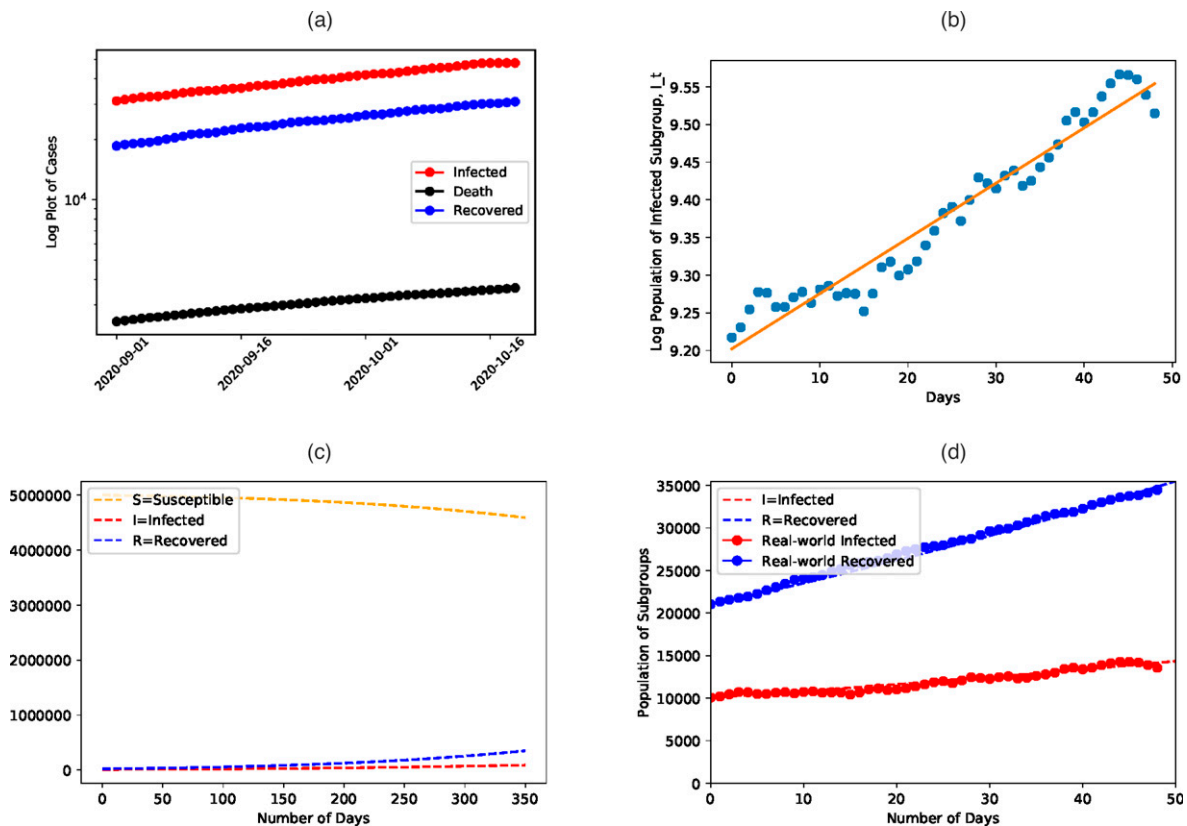 (a)
Log Plot of Cases
10⁴
Infected
Death
Recovered
2020-09-01
2020-09-16
2020-10-01
2020-10-16
(b)
Log Population of Infected Subgroup, I_t
9.55
9.50
9.45
9.40
9.35
9.30
9.25
9.20
0 10 20 30 40 50
Days
(c)
5000000
4000000
3000000
2000000
1000000
0
S=Susceptible
I=Infected
R=Recovered
0 50 100 150 200 250 300 350
Number of Days
(d)
Population of Subgroups
35000
30000
25000
20000
15000
10000
5000
0
I=Infected
R=Recovered
Real-world Infected
Real-world Recovered
0 10 20 30 40 50
Number of Days